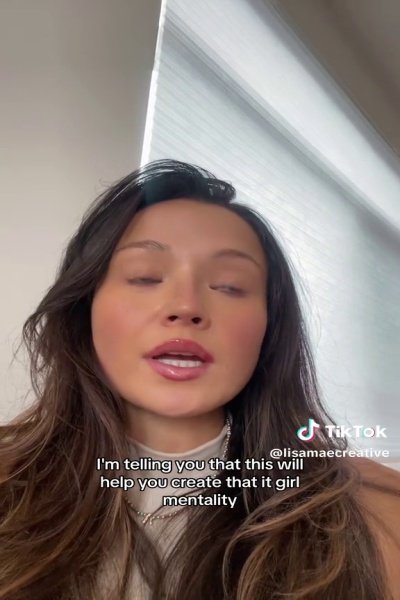 TikTok
@lisamaecreative
I'm telling you that this will
help you create that it girl
mentality